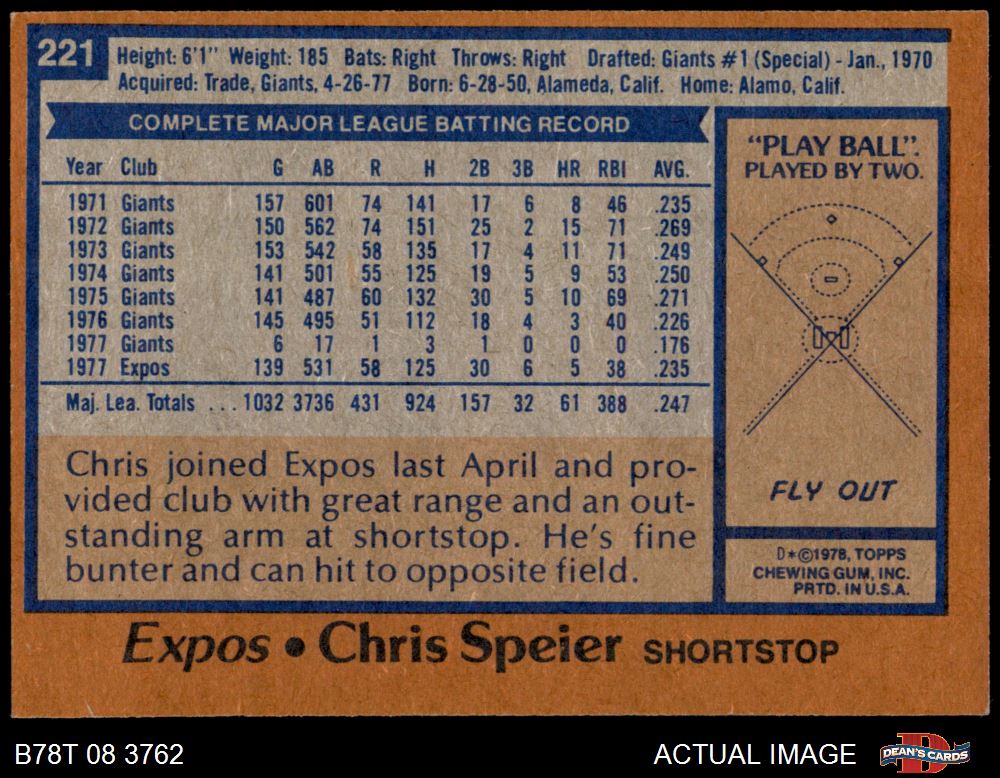 221
Height: 6'1" Weight: 185 Bats: Right Throws: Right Drafted: Giants #1 (Special) - Jan., 1970
Acquired: Trade, Giants, 4-26-77 Born: 6-28-50, Alameda, Calif. Home: Alamo, Calif.
COMPLETE MAJOR LEAGUE BATTING RECORD
Year Club G AB R H 2B 3B HR RBI AVG.
1971 Giants 157 601 74 141 17 6 8 46 .235
1972 Giants 150 562 74 151 25 2 15 71 .269
1973 Giants 153 542 58 135 17 4 11 71 .249
1974 Giants 141 501 55 125 19 5 9 53 .250
1975 Giants 141 487 60 132 30 5 10 69 .271
1976 Giants 145 495 51 112 18 4 3 40 .226
1977 Giants 6 17 1 3 1 0 0 0 .176
1977 Expos 139 531 58 125 30 6 5 38 .235
Maj. Lea. Totals ... 1032 3736 431 924 157 32 61 388 .247
Chris joined Expos last April and pro-
vided club with great range and an out-
standing arm at shortstop. He's fine
bunter and can hit to opposite field.
"PLAY BALL".
PLAYED BY TWO.
FLY OUT
D*©1978, TOPPS
CHEWING GUM, INC.
PRTD. IN U.S.A.
Expos • Chris Speier SHORTSTOP
B78T 08 3762 ACTUAL IMAGE
DEAN'S CARDS